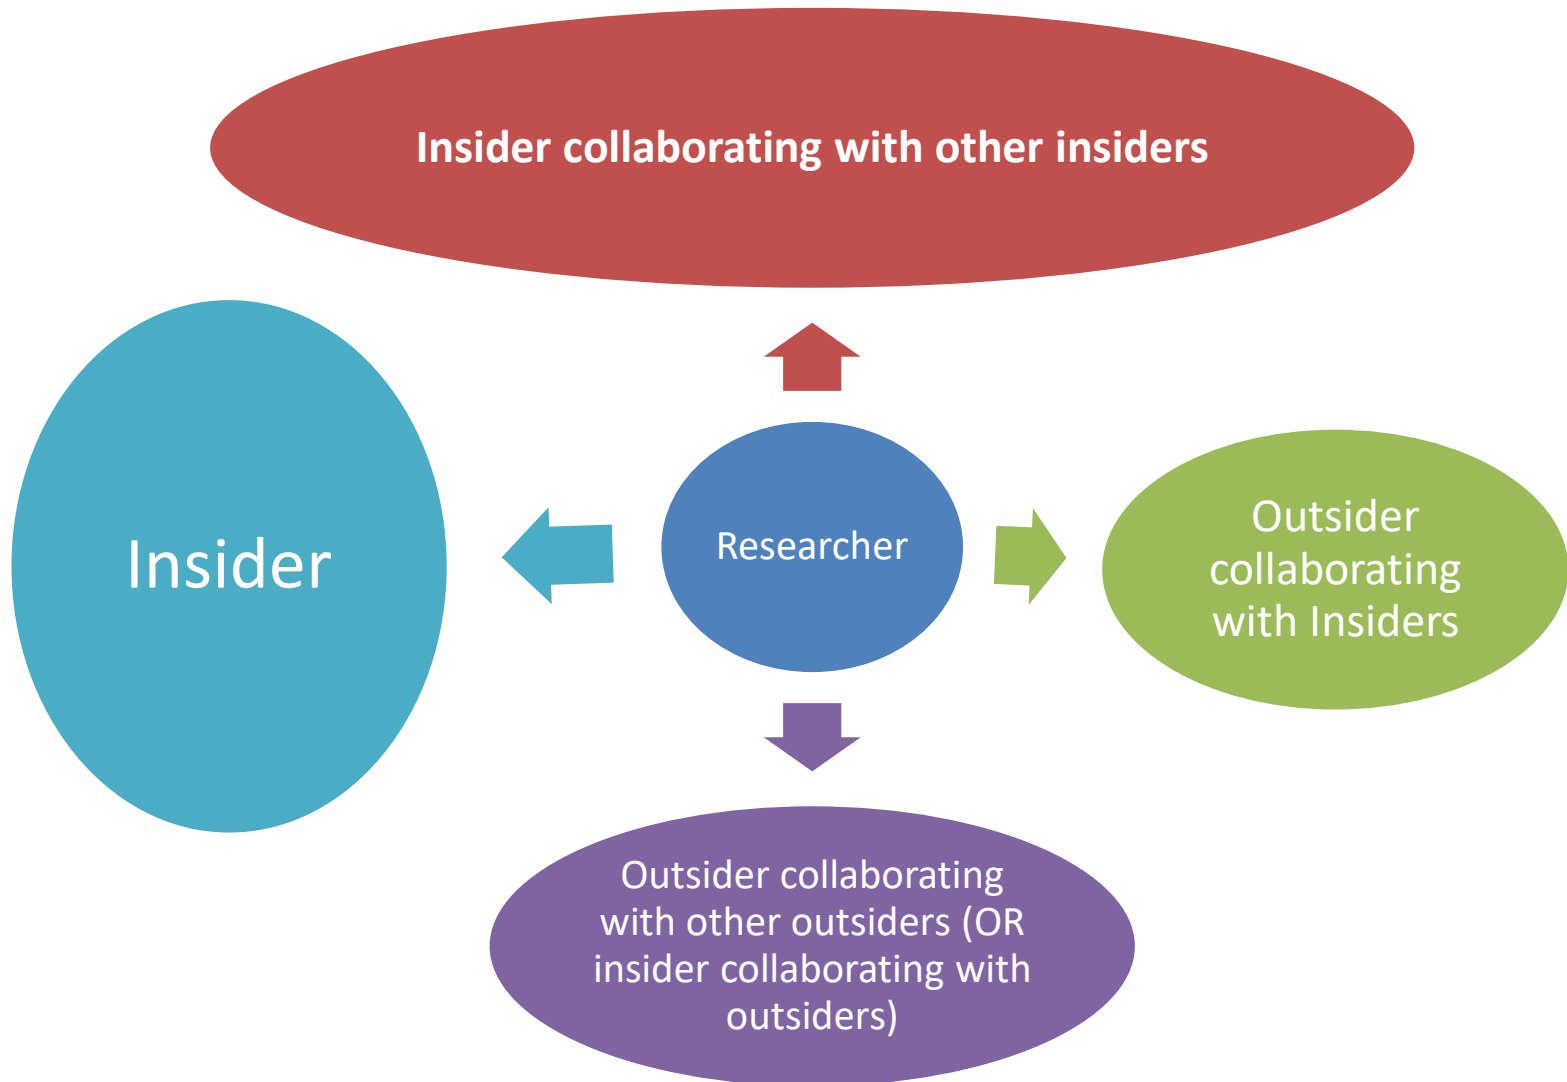 Insider collaborating with other insiders
Insider
Researcher
Outsider
collaborating
with Insiders
Outsider collaborating
with other outsiders (OR
insider collaborating with
outsiders)